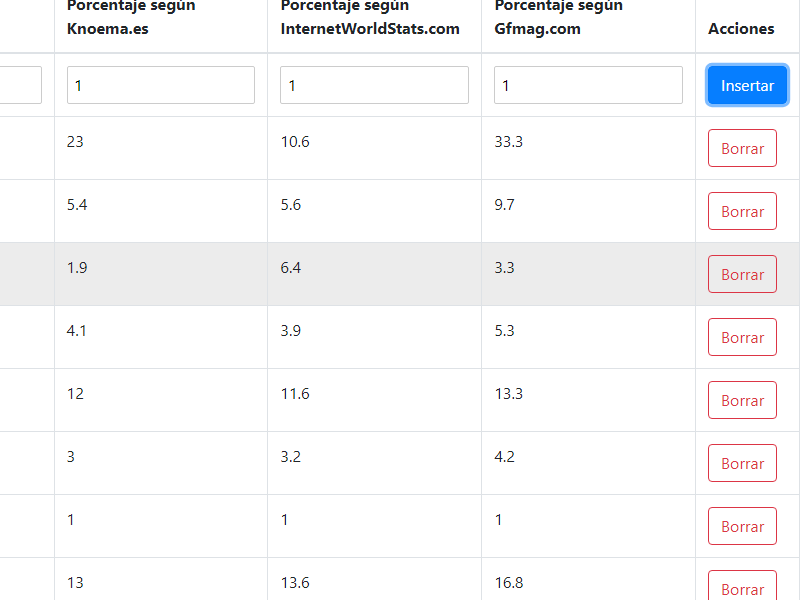 Porcentaje según Porcentaje según Porcentaje según
Knoema.es InternetWorldStats.com Gfmag.com Acciones
1 1 1 Insertar
23 10.6 33.3 Borrar
5.4 5.6 9.7 Borrar
1.9 6.4 3.3 Borrar
4.1 3.9 5.3 Borrar
12 11.6 13.3 Borrar
3 3.2 4.2 Borrar
1 1 1 Borrar
13 13.6 16.8 Borrar